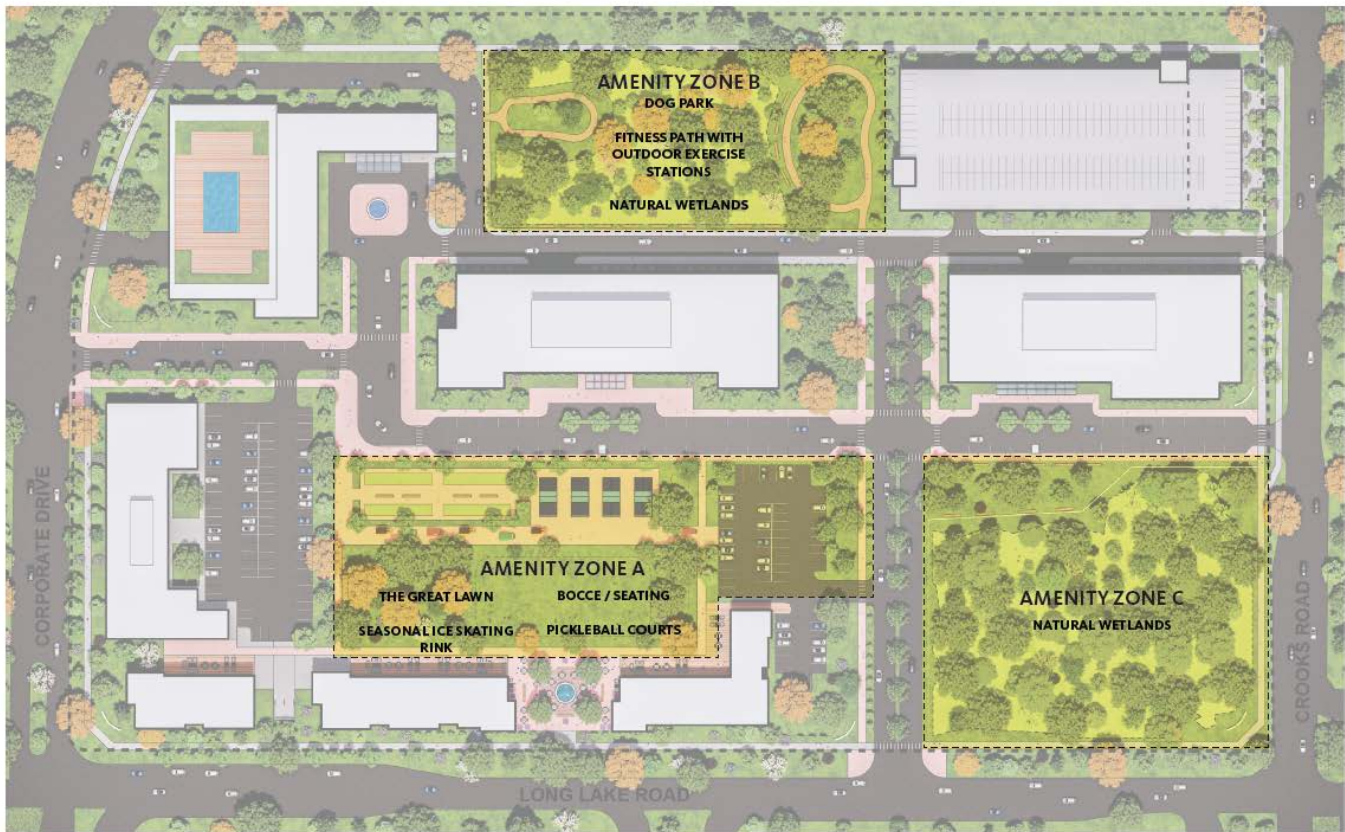 AMENITY ZONE B
DOG PARK
FITNESS PATH WITH
OUTDOOR EXERCISE
STATIONS
NATURAL WETLANDS
AMENITY ZONE A
THE GREAT LAWN
BOCCE / SEATING
SEASONAL ICE SKATING
RINK
PICKLEBALL COURTS
AMENITY ZONE C
NATURAL WETLANDS
CORPORATE DRIVE
CROOKS ROAD
LONG LAKE ROAD